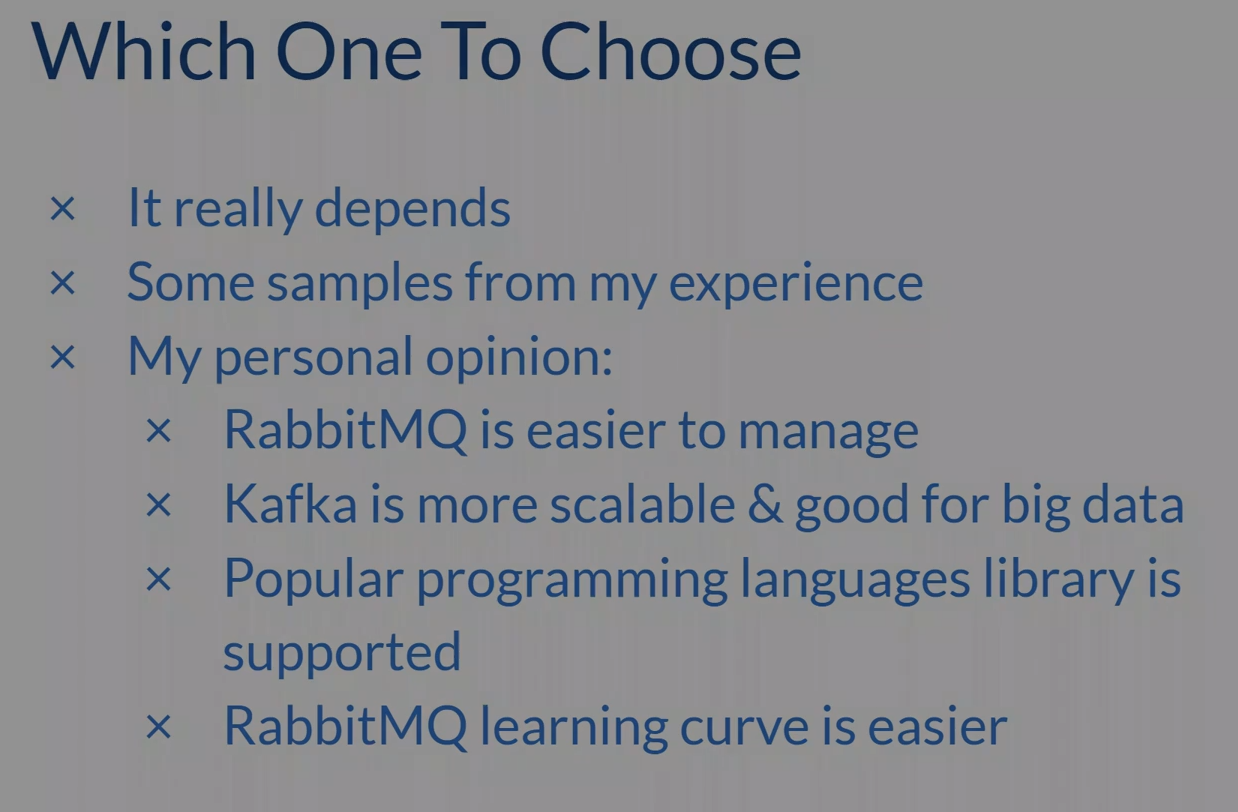 Which One To Choose
× It really depends
× Some samples from my experience
× My personal opinion:
× RabbitMQ is easier to manage
× Kafka is more scalable & good for big data
× Popular programming languages library is
supported
× RabbitMQ learning curve is easier